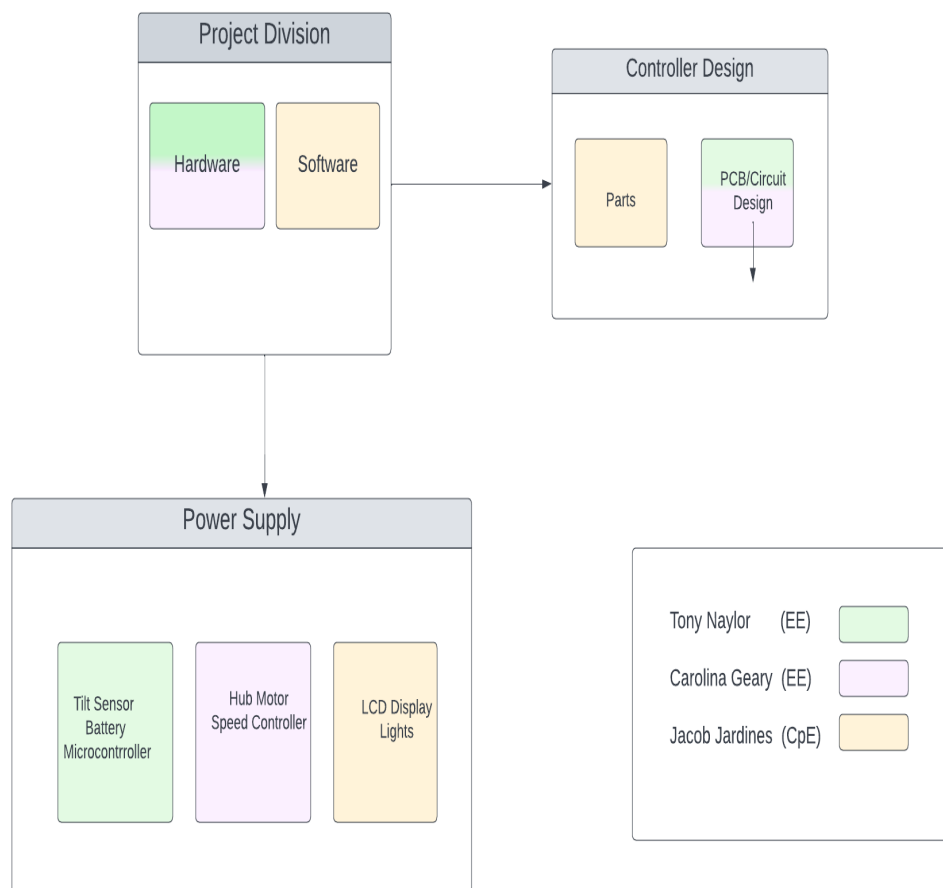 Project Division
Hardware
Software
Controller Design
Parts
PCB/Circuit
Design
Power Supply
Tilt Sensor
Battery
Microcontrroller
Hub Motor
Speed Controller
LCD Display
Lights
Tony Naylor (EE)
Carolina Geary (EE)
Jacob Jardines (CpE)